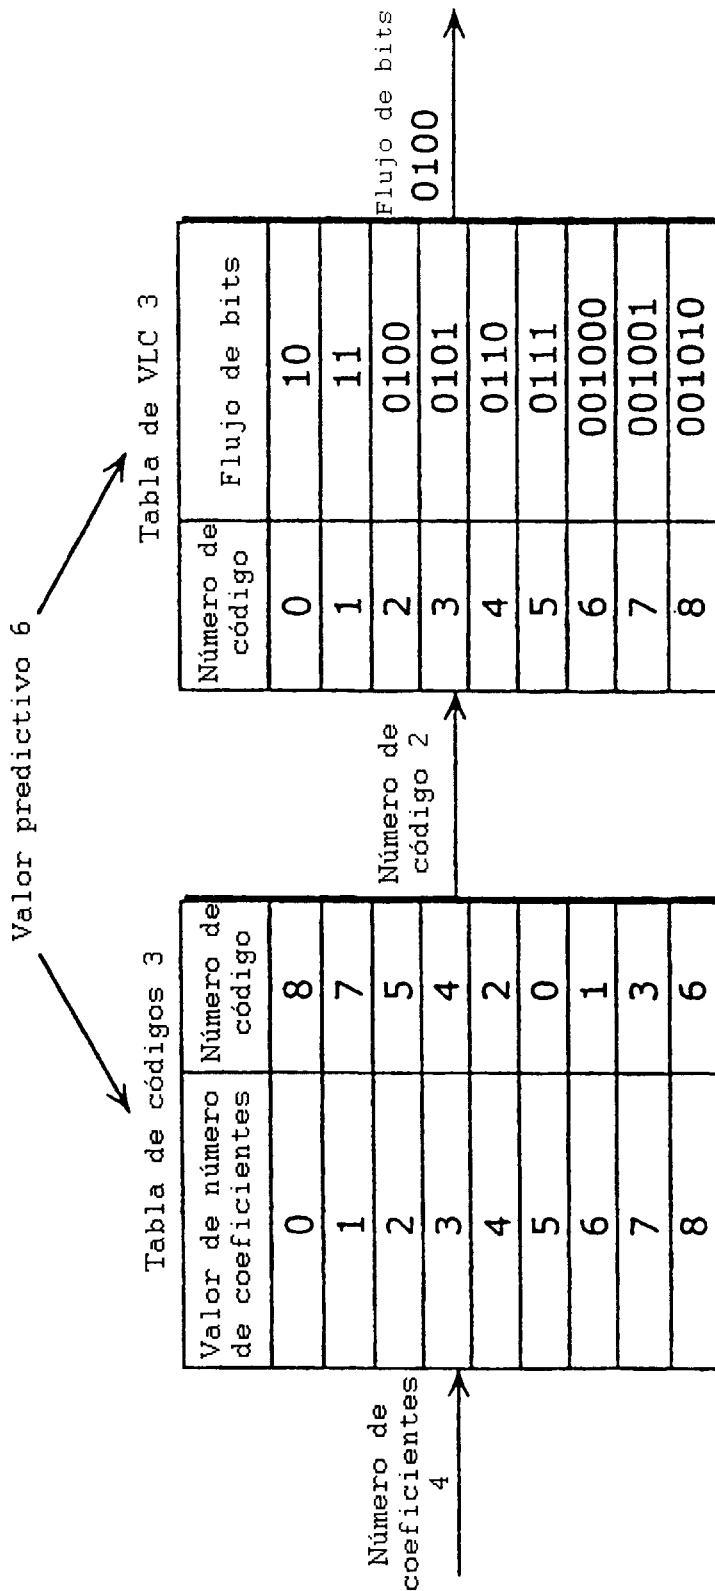 Valor predictivo 6
Tabla de códigos 3
Valor de número de coeficientes Número de código
0 8
1 7
2 5
3 4
4 2
5 0
6 1
7 3
8 6
Número de
coeficientes
4
Número de
código 2
Tabla de VLC 3
Número de código Flujo de bits
0 10
1 11
2 0100
3 0101
4 0110
5 0111
6 001000
7 001001
8 001010
Flujo de bits
0100